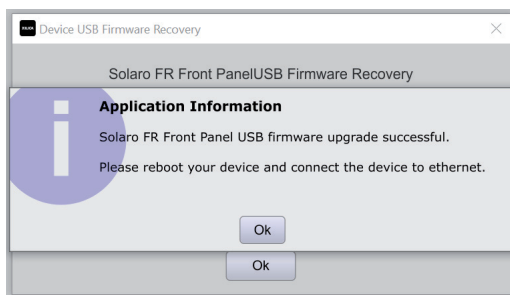 Device USB Firmware Recovery
Solaro FR Front PanelUSB Firmware Recovery
Application Information
Solaro FR Front Panel USB firmware upgrade successful.
Please reboot your device and connect the device to ethernet.
Ok
Ok